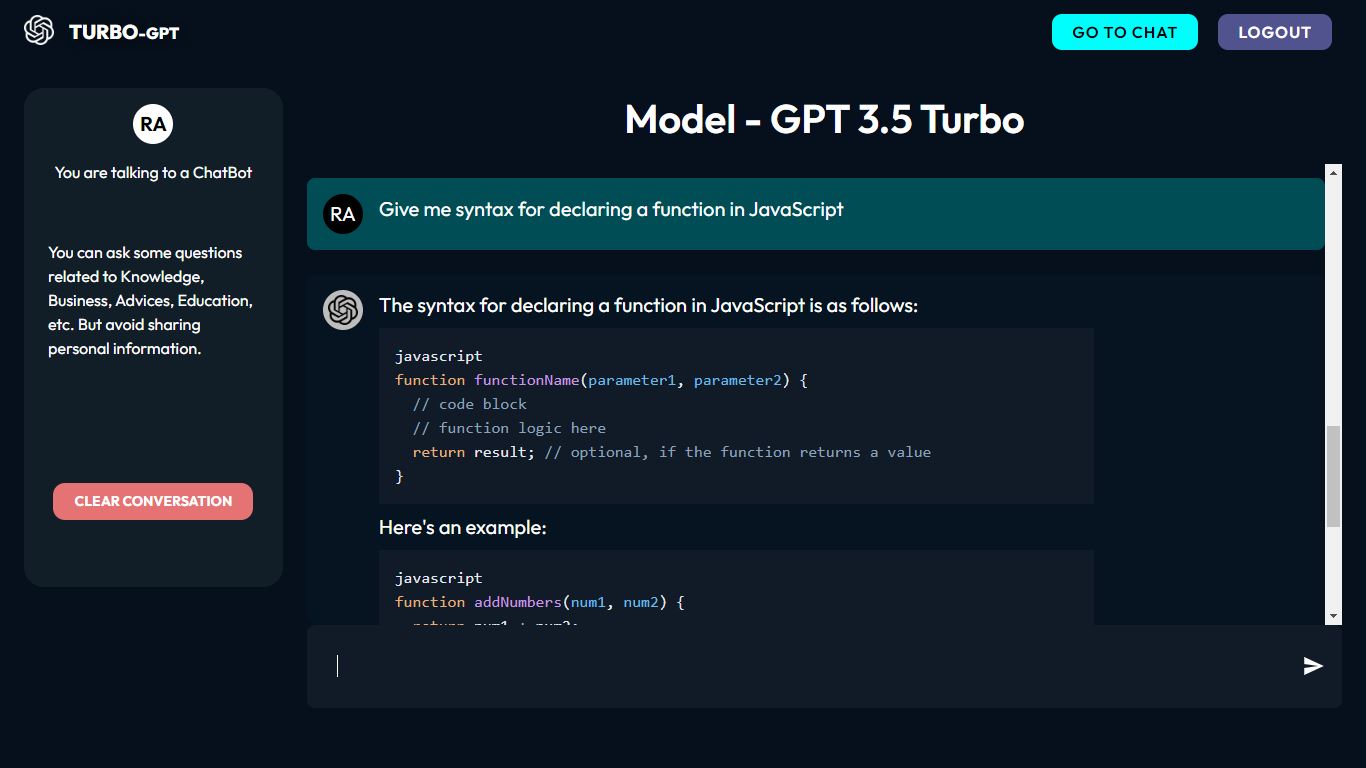 TURBO-GPT
GO TO CHAT
LOGOUT
RA
You are talking to a ChatBot
You can ask some questions
related to Knowledge,
Business, Advices, Education,
etc. But avoid sharing
personal information.
CLEAR CONVERSATION
Model - GPT 3.5 Turbo
RA
Give me syntax for declaring a function in JavaScript
The syntax for declaring a function in JavaScript is as follows:
javascript
function functionName(parameter1, parameter2) {
  // code block
  // function logic here
  return result; // optional, if the function returns a value
}
Here's an example:
javascript
function addNumbers(num1, num2) {
  return num1 + num2;